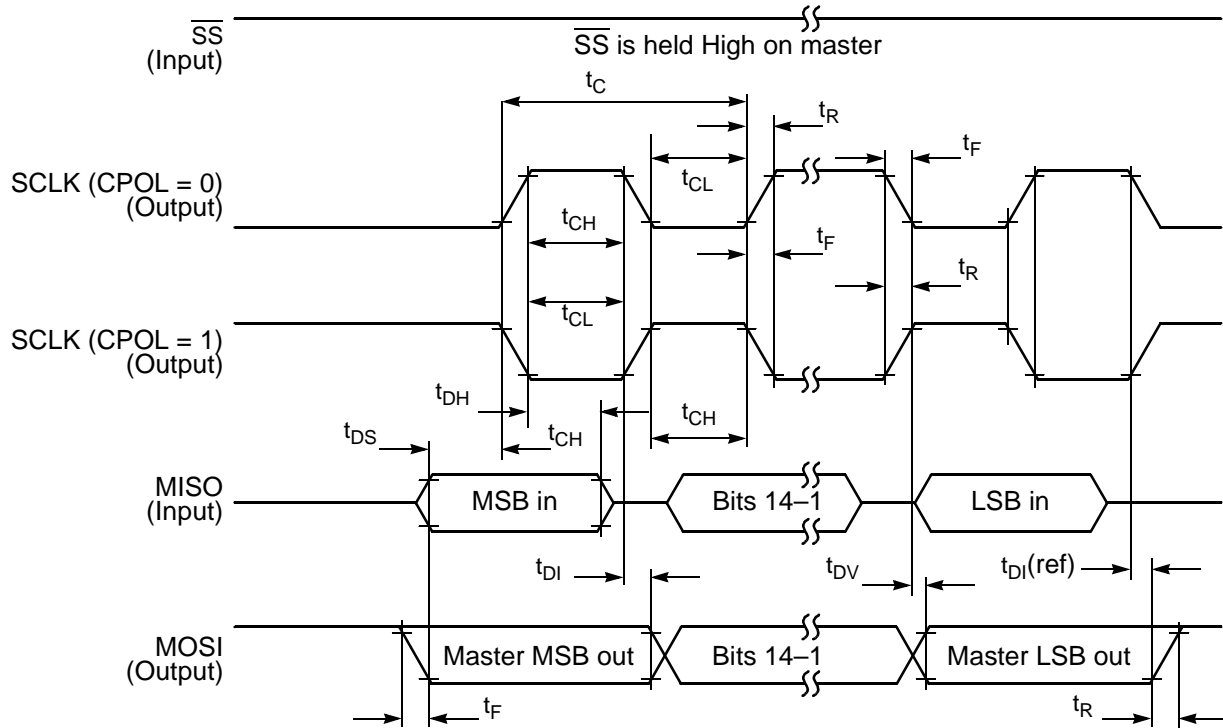 SS
(Input)
SS is held High on master
tC
tR
tF
SCLK (CPOL = 0)
(Output)
tCL
tCH
tF
tR
tCL
SCLK (CPOL = 1)
(Output)
tDH
tCH
tCH
tDS
MISO
(Input)
MSB in
Bits 14–1
LSB in
tDI
tDV
tDI(ref)
MOSI
(Output)
Master MSB out
Bits 14–1
Master LSB out
tF
tR